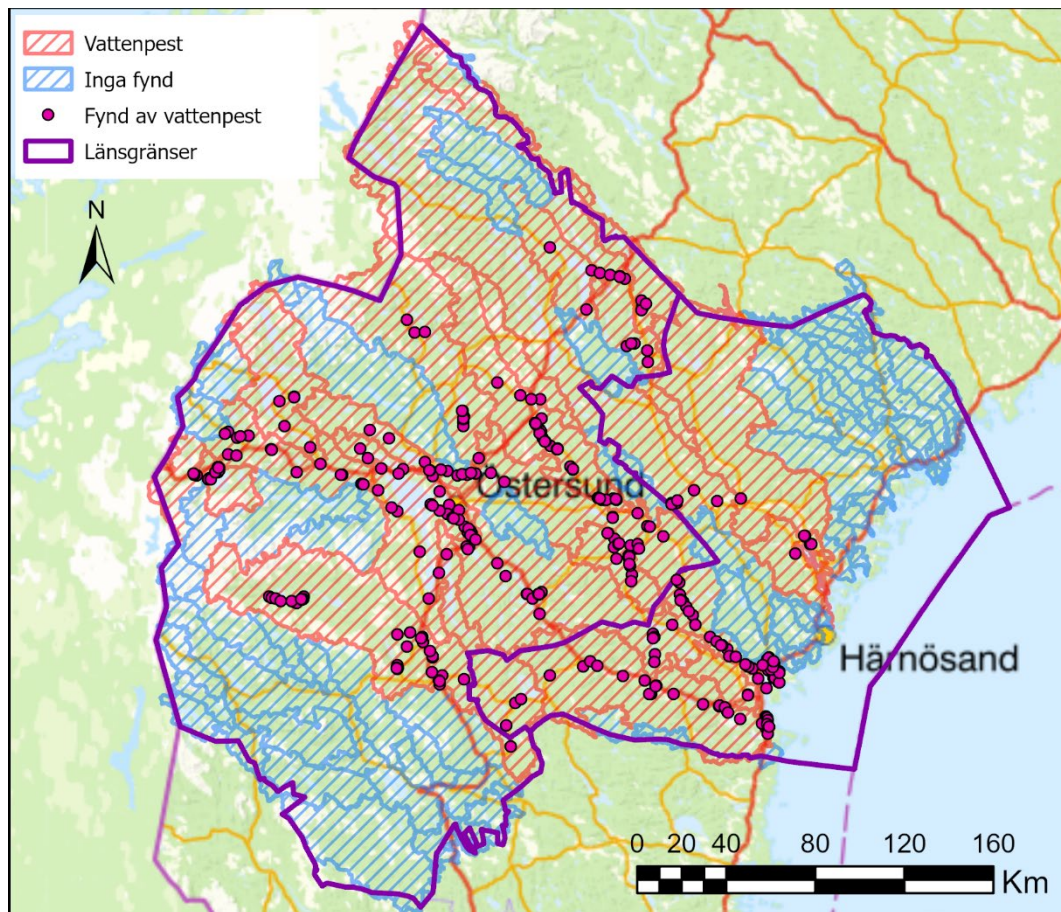 Vattenpest
Inga fynd
Fynd av vattenpest
Länsgränser
N
Östersund
Härnösand
0 20 40 80 120 160
Km